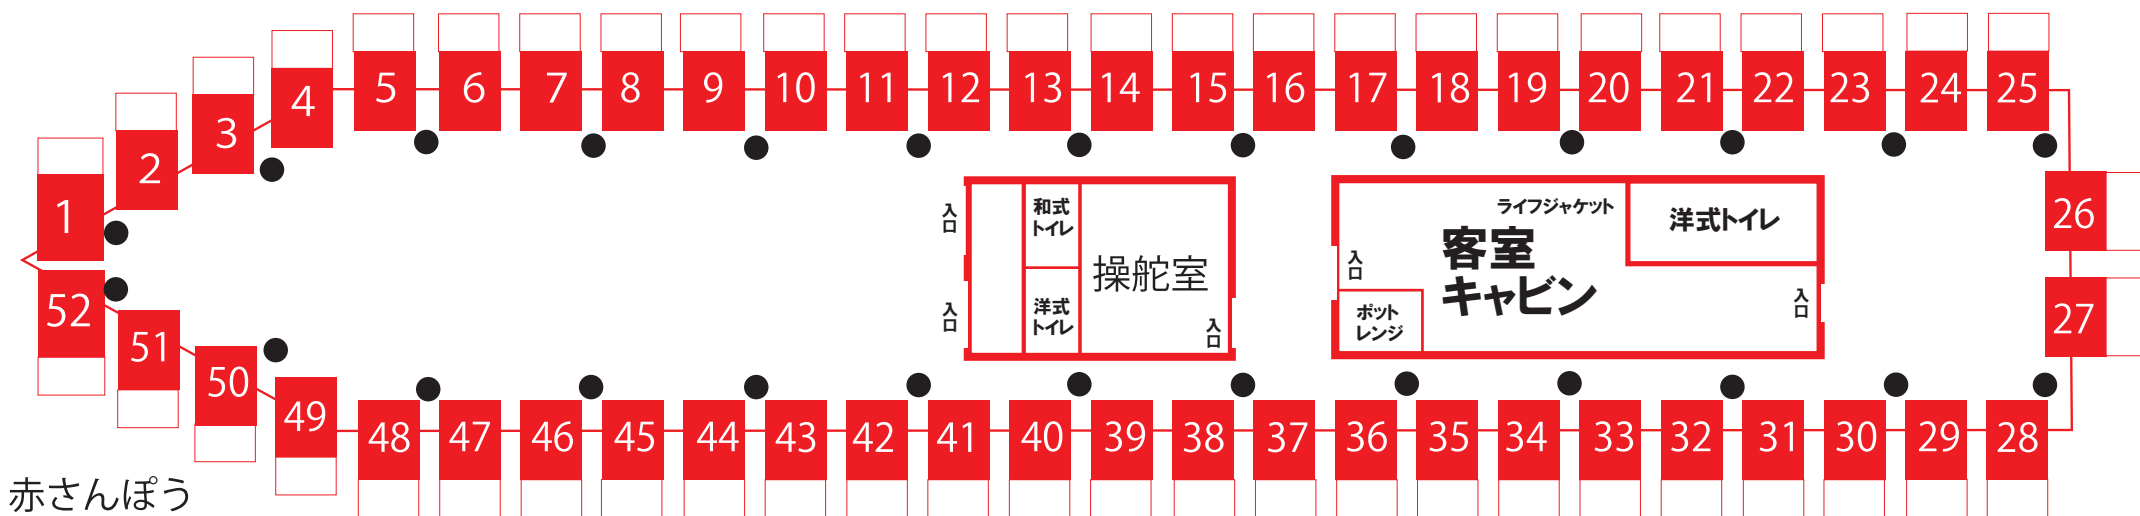 5 6 7 8 9 10 11 12 13 14 15 16 17 18 19 20 21 22 23 24 25
4
3
2
1
26
27
52
51
50
49
48 47 46 45 44 43 42 41 40 39 38 37 36 35 34 33 32 31 30 29 28
入口
入口
和式
トイレ
洋式
トイレ
操舵室
入口
入口
ポット
レンジ
ライフジャケット
客室
キャビン
洋式トイレ
入口
赤さんぽう